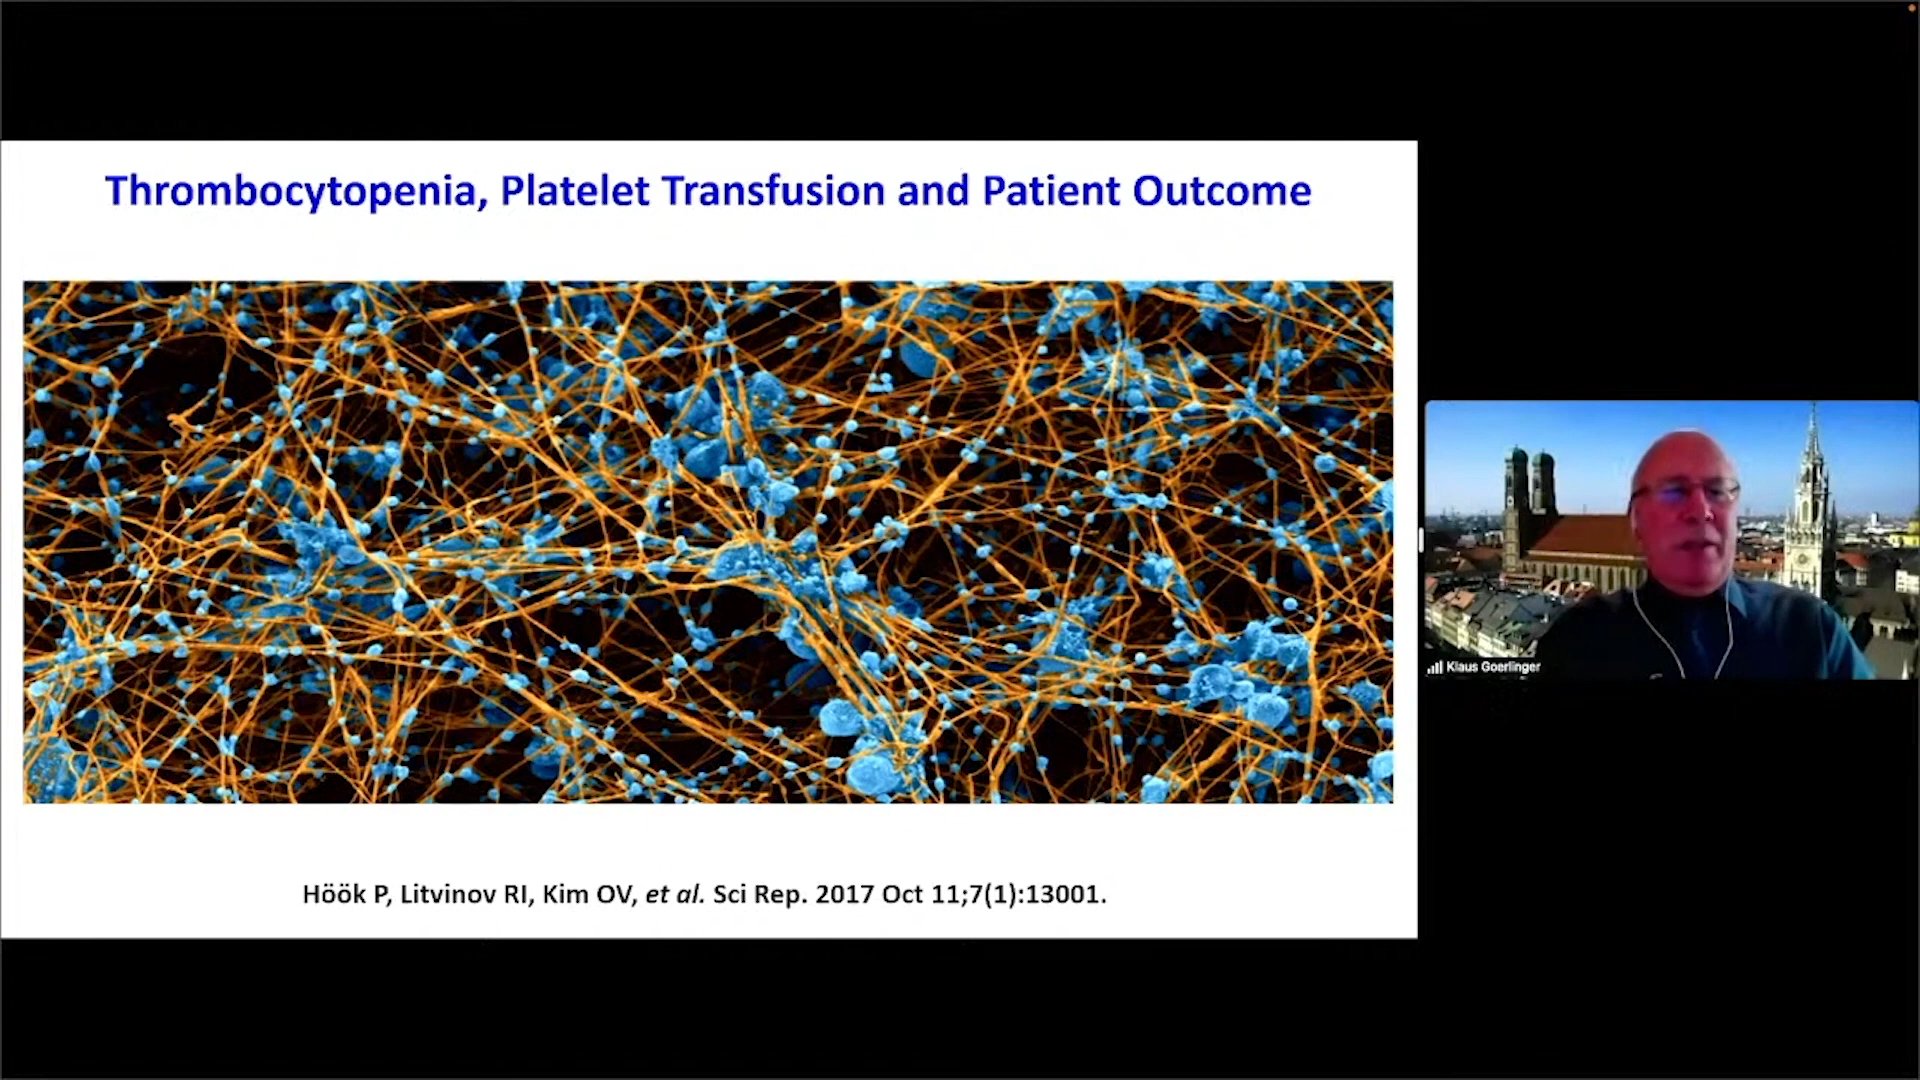 Thrombocytopenia, Platelet Transfusion and Patient Outcome
Höök P, Litvinov RI, Kim OV, et al. Sci Rep. 2017 Oct 11;7(1):13001.
Klaus Goerlinger